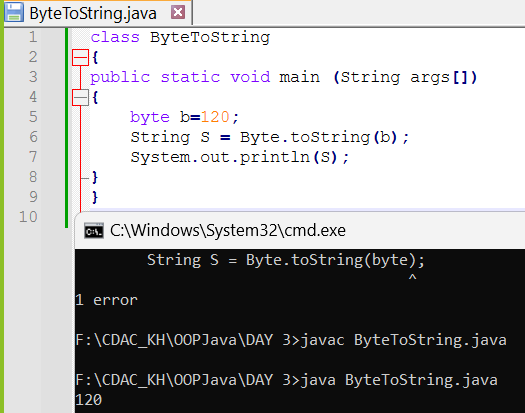 ByteToString.java
1 class ByteToString
2 {
3 public static void main (String args[])
4 {
5 byte b=120;
6 String S = Byte.toString(b);
7 System.out.println(S);
8 }
9 }
10
C:\Windows\System32\cmd.exe
String S = Byte.toString(byte);
^
1 error
F:\CDAC_KH\OOPJava\DAY 3>javac ByteToString.java
F:\CDAC_KH\OOPJava\DAY 3>java ByteToString.java
120